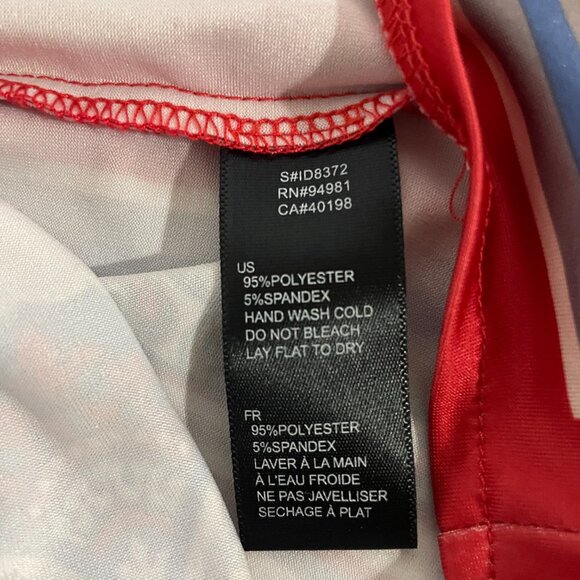 S#ID8372
RN#94981
CA#40198
US
95%POLYESTER
5%SPANDEX
HAND WASH COLD
DO NOT BLEACH
LAY FLAT TO DRY
FR
95%POLYESTER
5%SPANDEX
LAVER À LA MAIN
À L'EAU FROIDE
NE PAS JAVELLISER
SECHAGE À PLAT